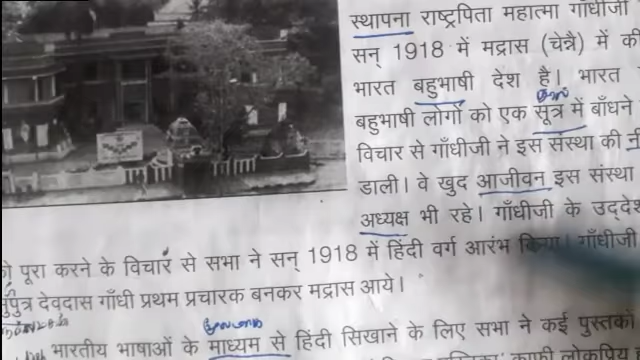 स्थापना राष्ट्रपिता महात्मा गाँधीजी
सन् 1918 में मद्रास (चेन्नै) में की
भारत बहुभाषी देश है। भारत
बहुभाषी लोगों को एक सूत्र में बाँधने
विचार से गाँधीजी ने इस संस्था की
डाली। वे खुद आजीवन इस संस्था
अध्यक्ष भी रहे। गाँधीजी के उद्देश
पूरा करने के विचार से सभा ने सन् 1918 में हिंदी वर्ग आरंभ किया। गाँधीजी
सुपुत्र देवदास गाँधी प्रथम प्रचारक बनकर मद्रास आये।
भारतीय भाषाओं के माध्यम से हिंदी सिखाने के लिए सभा ने कई पुस्तकों